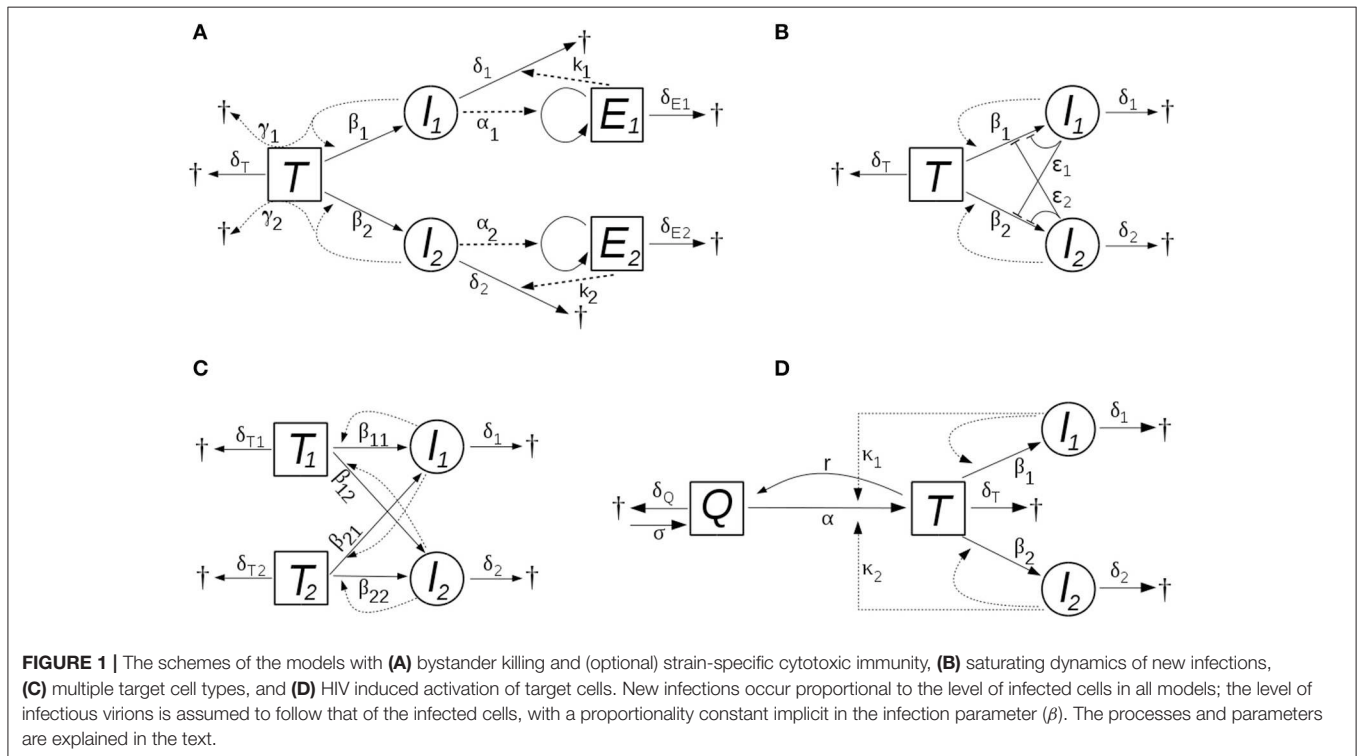 A
†
δ1
k1
I1
α1
E1
δE1
†
†
γ1
β1
†
δT
T
†
γ2
β2
I2
α2
E2
δE2
†
δ2
k2
†
B
†
δT
T
β1
I1
δ1
†
ε1
ε2
β2
I2
δ2
†
C
†
δT1
T1
β11
I1
δ1
†
β12
β21
†
δT2
T2
β22
I2
δ2
†
D
κ1
I1
δ1
†
r
β1
†
δQ
σ
Q
α
T
δT
†
κ2
β2
I2
δ2
†
FIGURE 1 | The schemes of the models with (A) bystander killing and (optional) strain-specific cytotoxic immunity, (B) saturating dynamics of new infections,
(C) multiple target cell types, and (D) HIV induced activation of target cells. New infections occur proportional to the level of infected cells in all models; the level of
infectious virions is assumed to follow that of the infected cells, with a proportionality constant implicit in the infection parameter (β). The processes and parameters
are explained in the text.